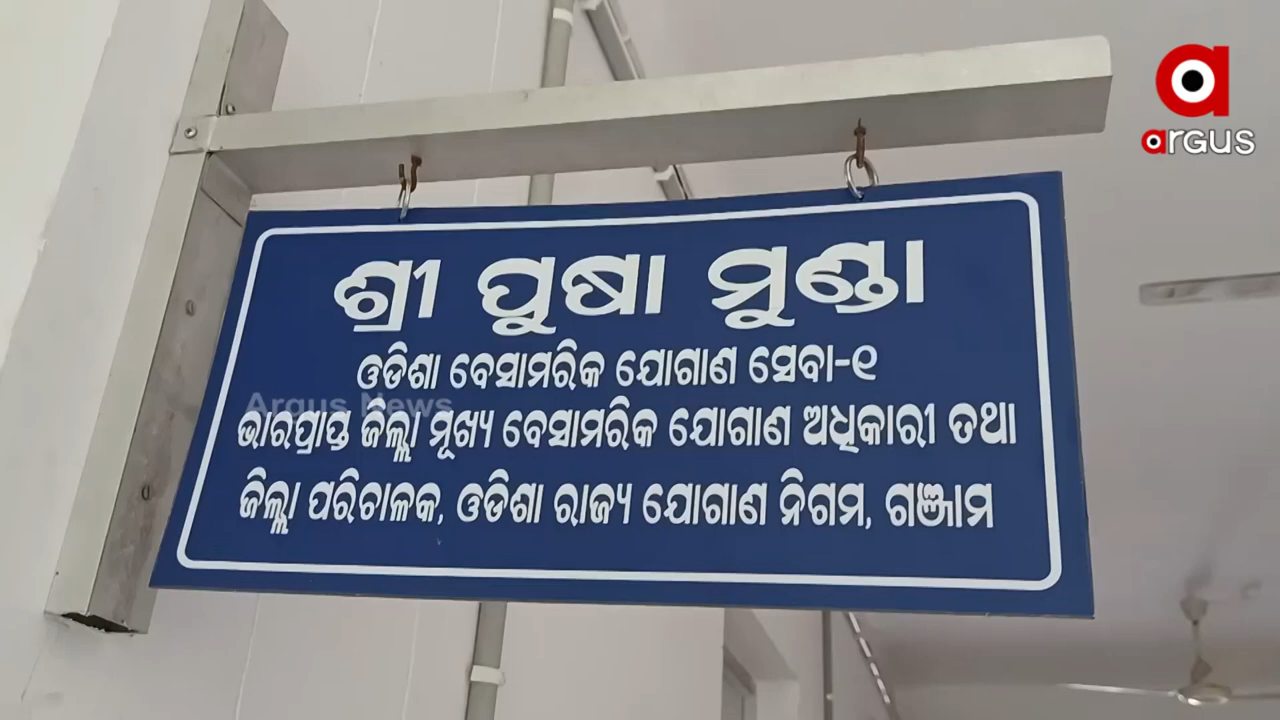 ଶ୍ରୀ ପୁଷା ମୁଣ୍ଡା
ଓଡିଶା ବେସାମରିକ ଯୋଗାଣ ସେବା-୧
ଭାରପ୍ରାପ୍ତ ଜିଲ୍ଲା ମୂଖ୍ୟ ବେସାମରିକ ଯୋଗାଣ ଅଧିକାରୀ ତଥା
ଜିଲ୍ଲା ପରିଚାଳକ, ଓଡିଶା ରାଜ୍ୟ ଯୋଗାଣ ନିଗମ, ଗଞ୍ଜାମ
Argus News
argus